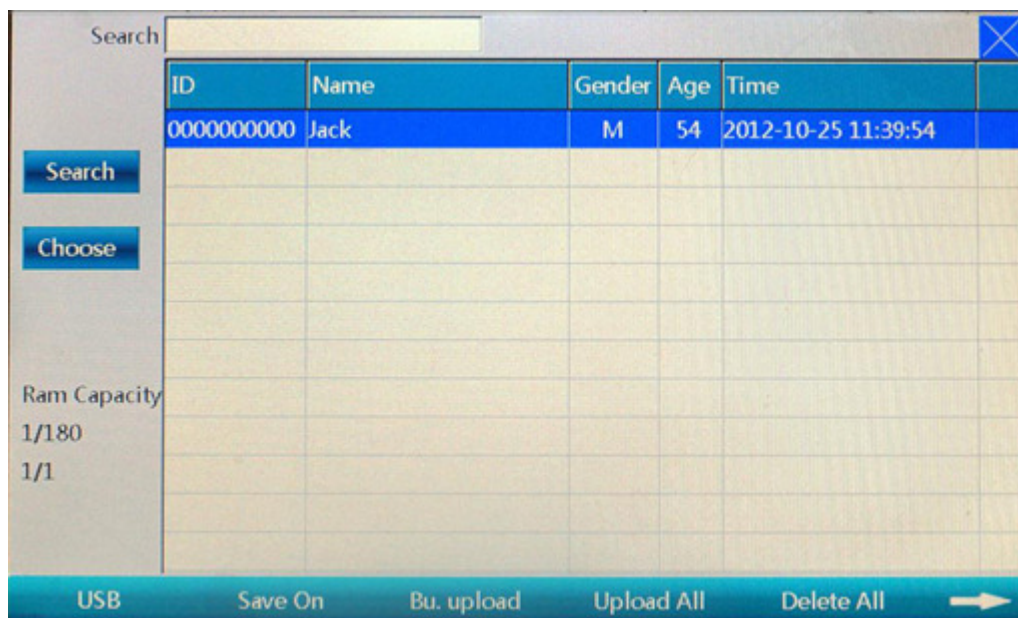 Search
ID Name Gender Age Time
0000000000 Jack M 54 2012-10-25 11:39:54
Search
Choose
Ram Capacity
1/180
1/1
USB Save On Bu. upload Upload All Delete All